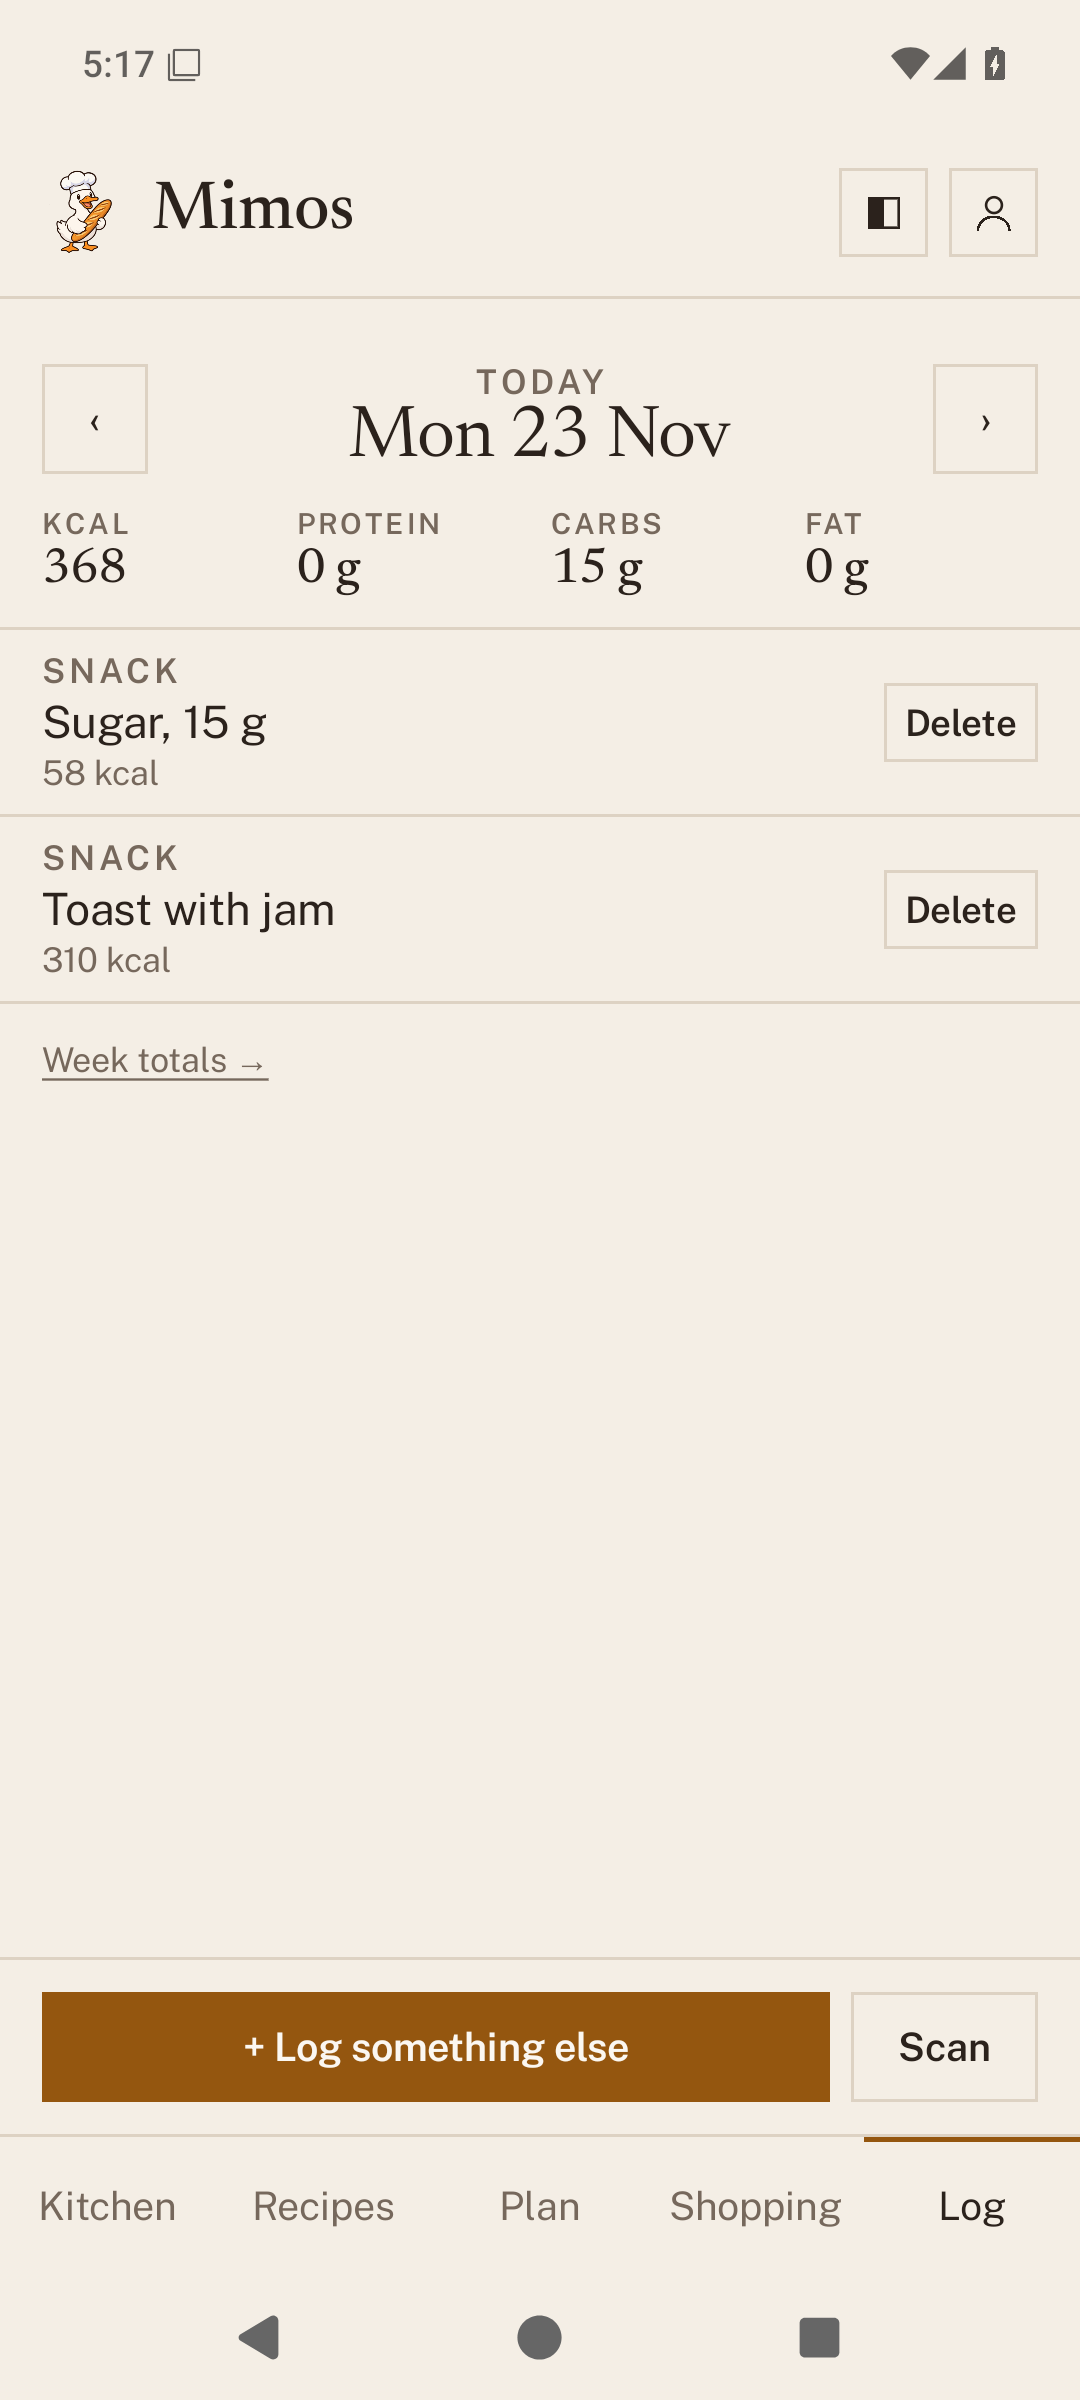 5:17
Mimos
‹
TODAY
Mon 23 Nov
›
KCAL
368
PROTEIN
0 g
CARBS
15 g
FAT
0 g
SNACK
Sugar, 15 g
58 kcal
Delete
SNACK
Toast with jam
310 kcal
Delete
Week totals →
+ Log something else
Scan
Kitchen
Recipes
Plan
Shopping
Log